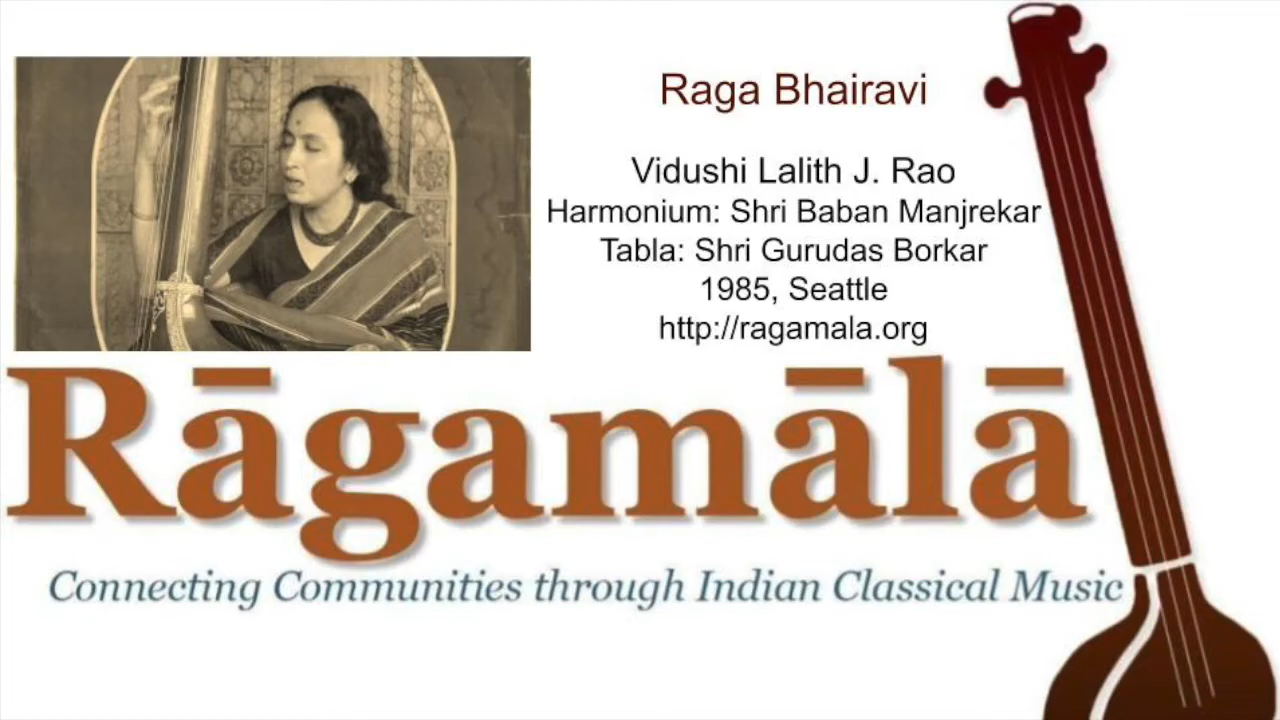 Raga Bhairavi
Vidushi Lalith J. Rao
Harmonium: Shri Baban Manjrekar
Tabla: Shri Gurudas Borkar
1985, Seattle
http://ragamala.org
Rāgamālā
Connecting Communities through Indian Classical Music